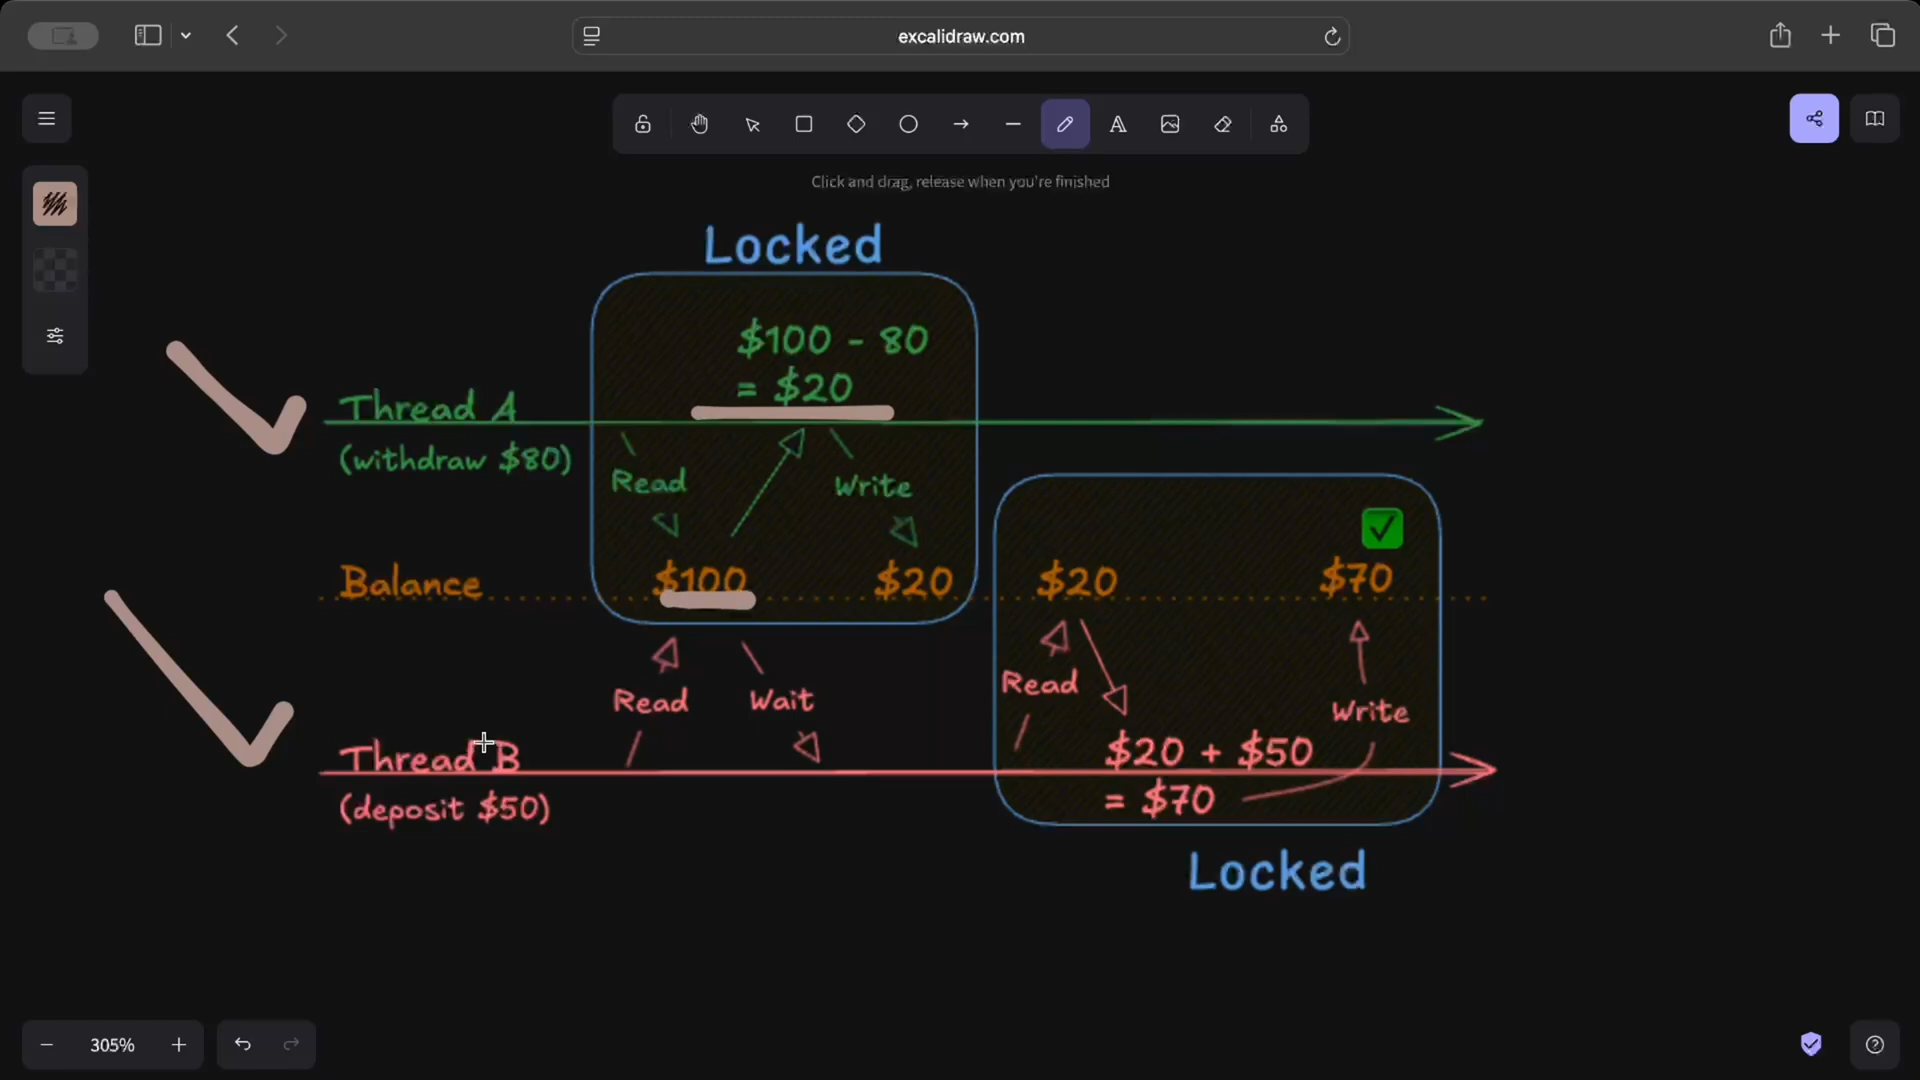 excalidraw.com
Click and drag, release when you're finished
Locked
$100 - 80
= $20
Thread A
(withdraw $80)
Read
Write
Balance
$100
$20
$20
$70
Read
Wait
Read
Write
Thread B
(deposit $50)
$20 + $50
= $70
Locked
305%